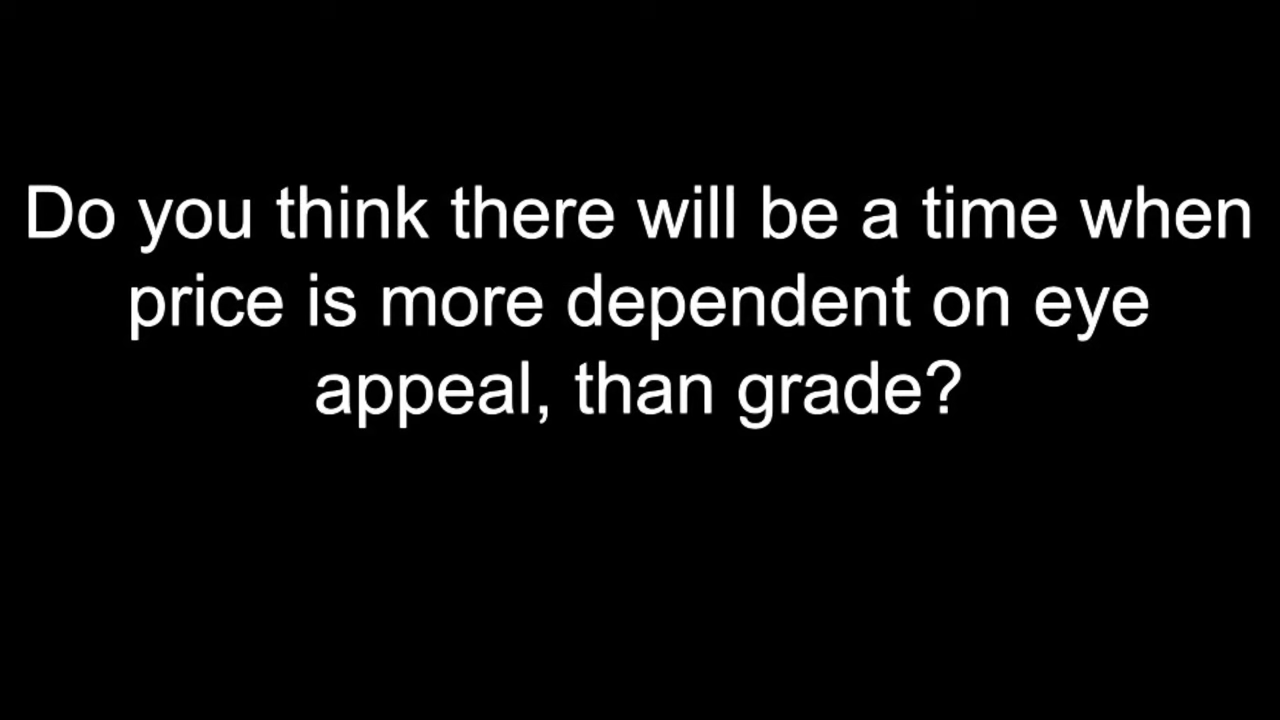 Do you think there will be a time when
price is more dependent on eye
appeal, than grade?